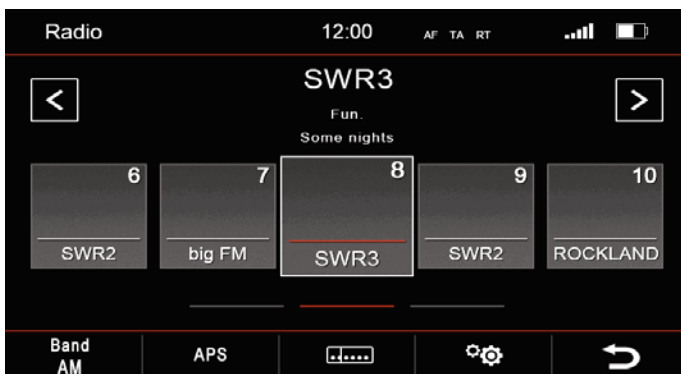 Radio 12:00 AF TA RT
SWR3
Fun.
Some nights
6 7 8 9 10
SWR2 big FM SWR3 SWR2 ROCKLAND
Band APS
AM